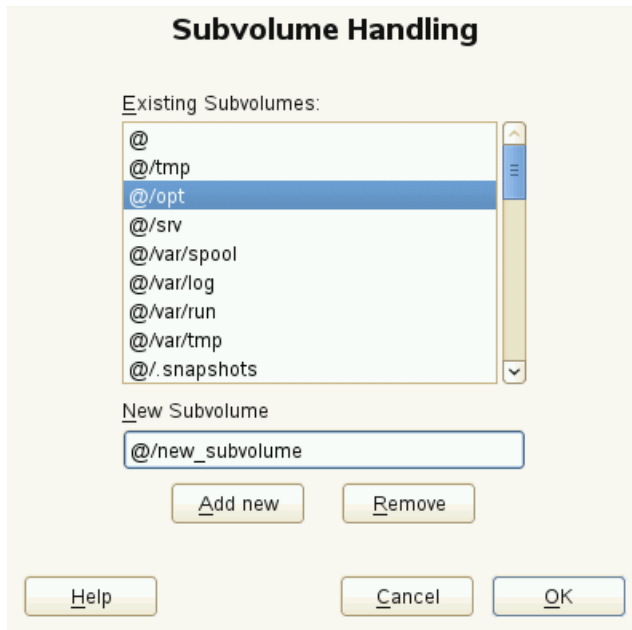 Subvolume Handling
Existing Subvolumes:
@
@/tmp
@/opt
@/srv
@/var/spool
@/var/log
@/var/run
@/var/tmp
@/.snapshots
New Subvolume
@/new_subvolume
Add new Remove
Help Cancel OK